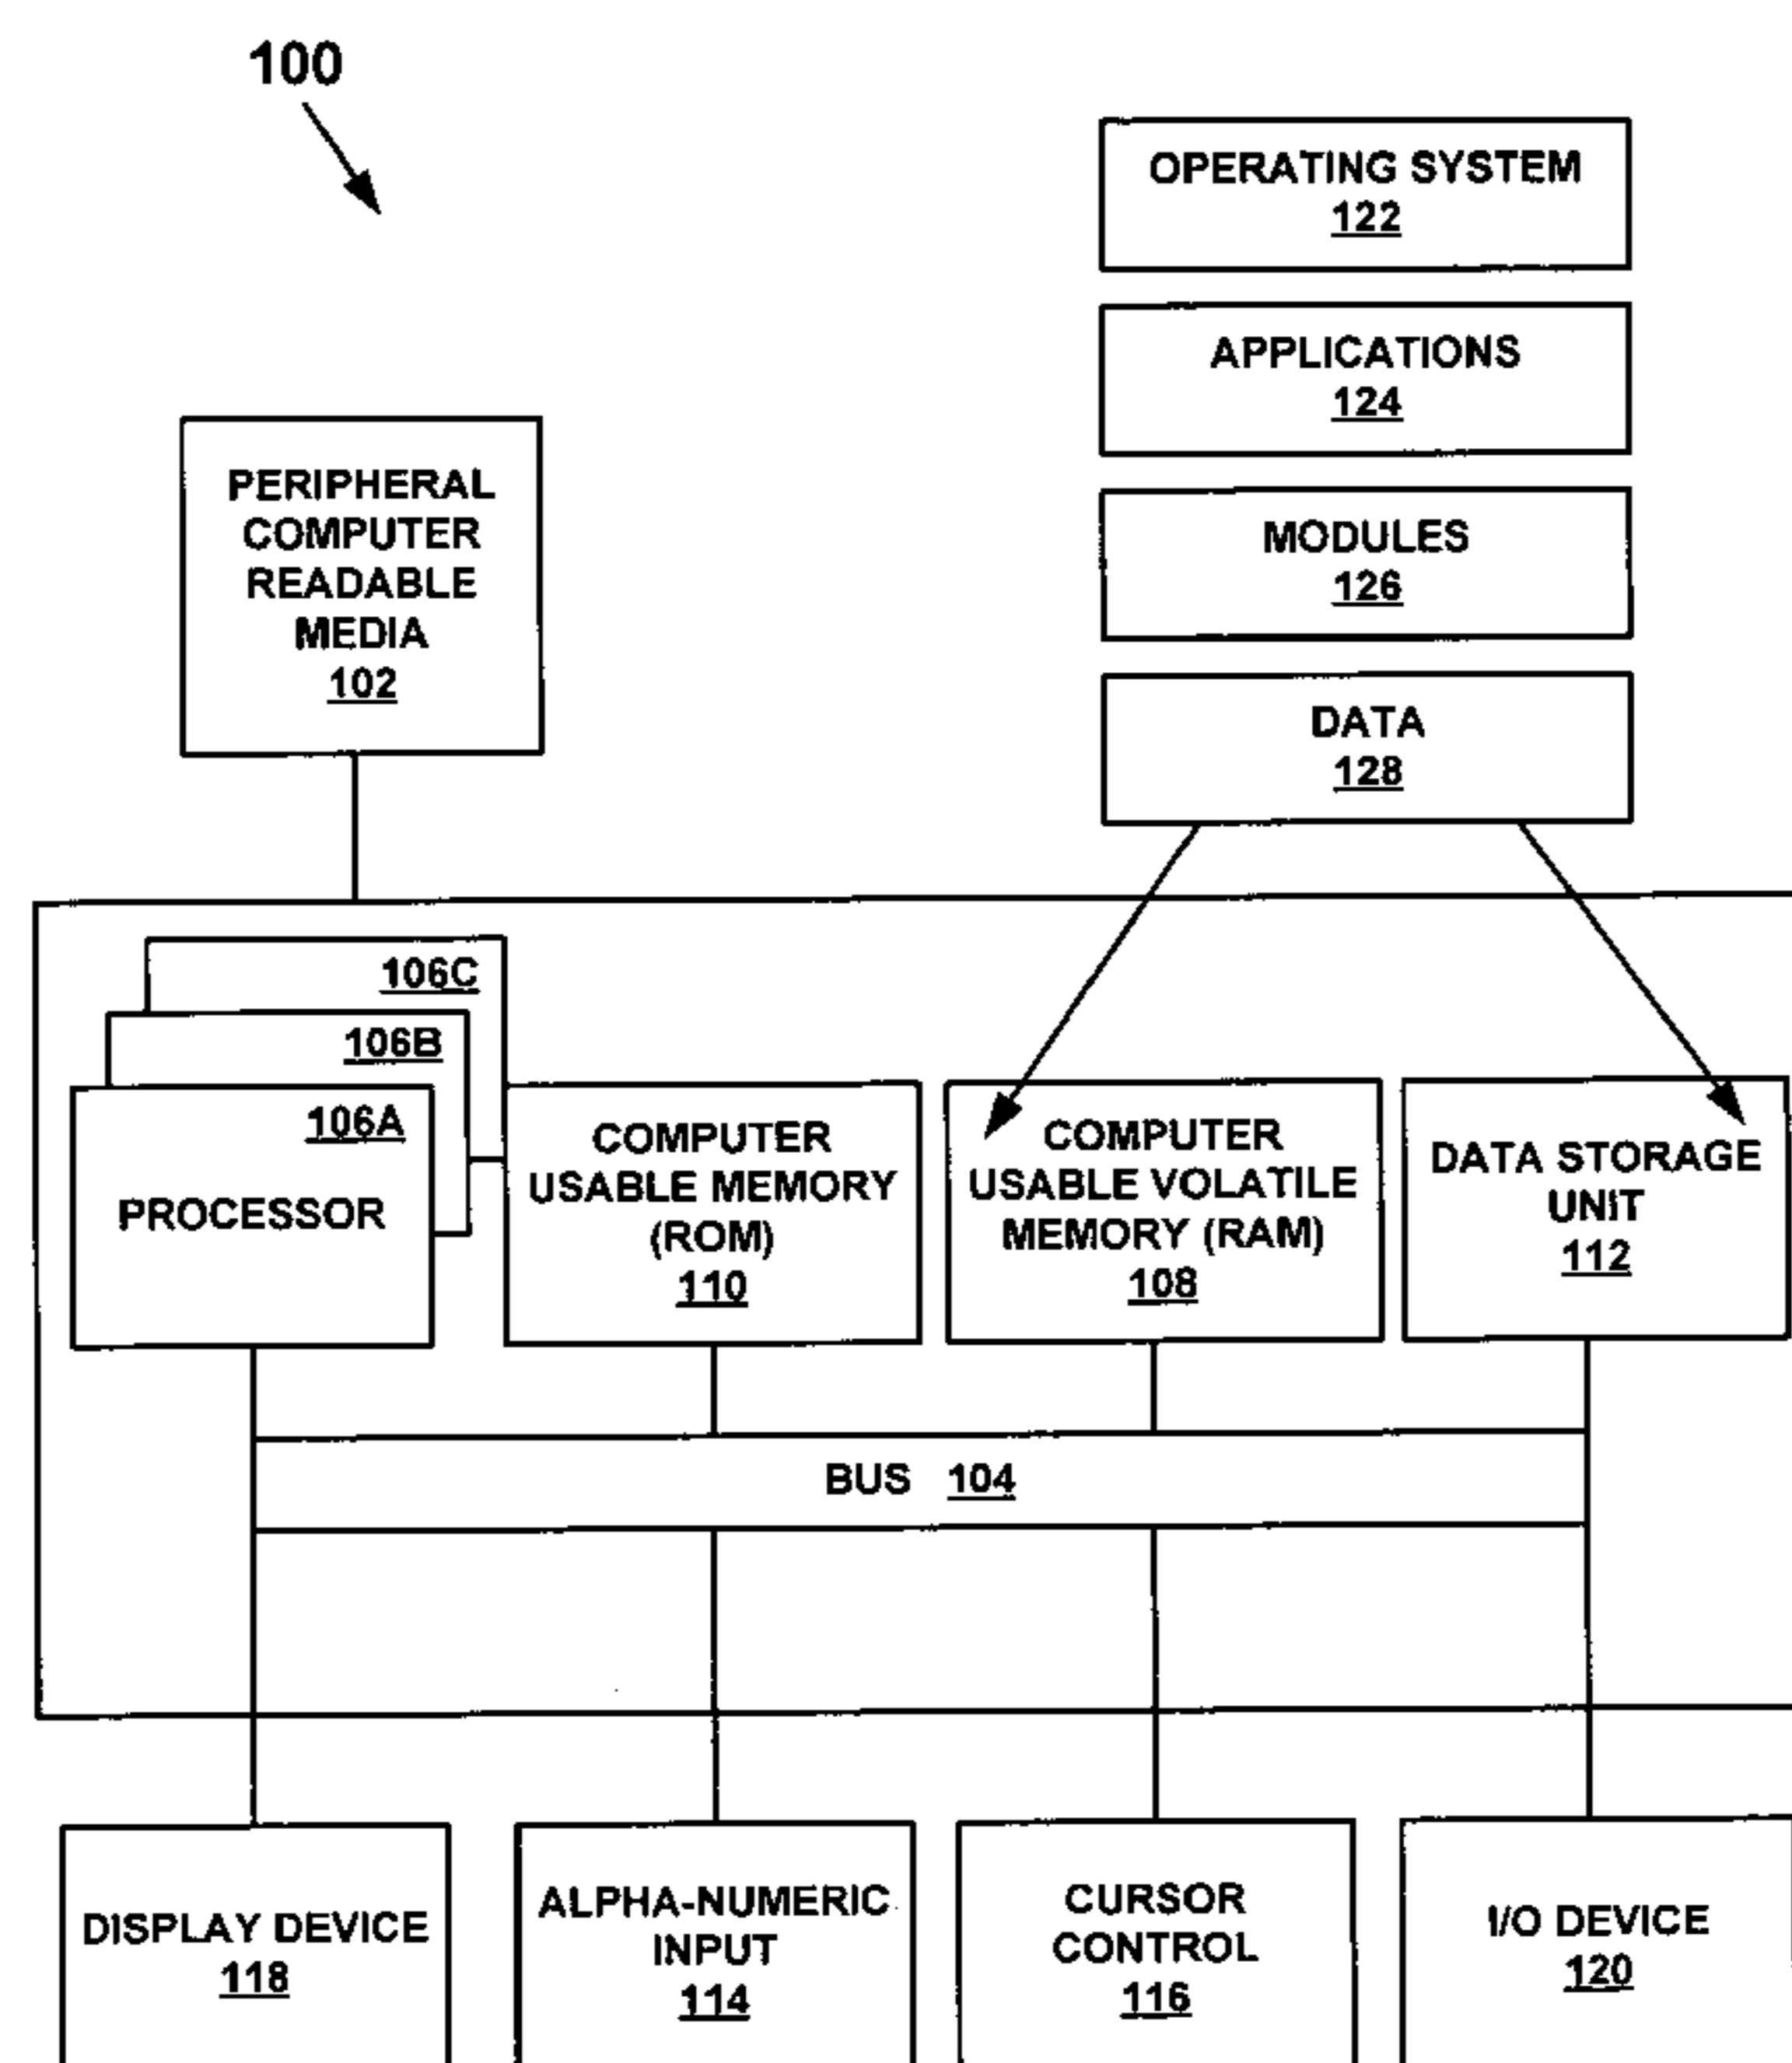 100
OPERATING SYSTEM
122
APPLICATIONS
124
PERIPHERAL
COMPUTER
READABLE
MEDIA
102
MODULES
126
DATA
128
106C
106B
106A
PROCESSOR
COMPUTER
USABLE MEMORY
(ROM)
110
COMPUTER
USABLE VOLATILE
MEMORY (RAM)
108
DATA STORAGE
UNIT
112
BUS 104
DISPLAY DEVICE
118
ALPHA-NUMERIC
INPUT
114
CURSOR
CONTROL
116
I/O DEVICE
120